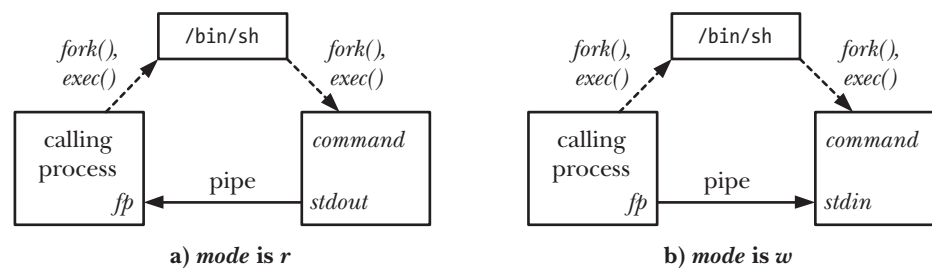 /bin/sh
fork(),
exec()
fork(),
exec()
calling
process
fp
pipe
command
stdout
a) mode is r
/bin/sh
fork(),
exec()
fork(),
exec()
calling
process
fp
pipe
command
stdin
b) mode is w